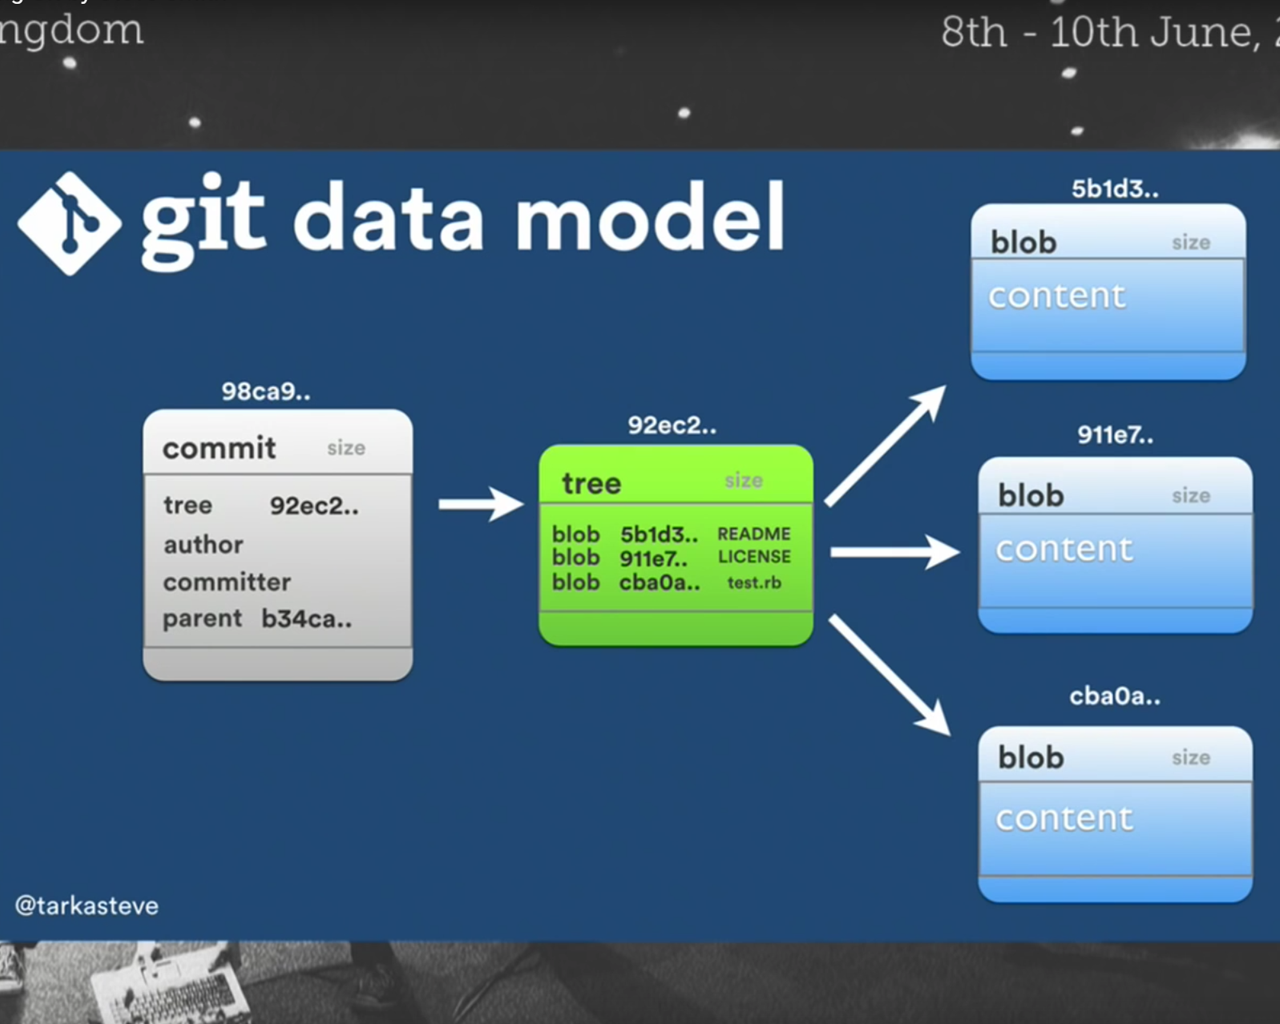 ngdom
8th - 10th June,
git data model
98ca9..
commit size
tree 92ec2..
author
committer
parent b34ca..
92ec2..
tree size
blob 5b1d3.. README
blob 911e7.. LICENSE
blob cba0a.. test.rb
5b1d3..
blob size
content
911e7..
blob size
content
cba0a..
blob size
content
@tarkasteve